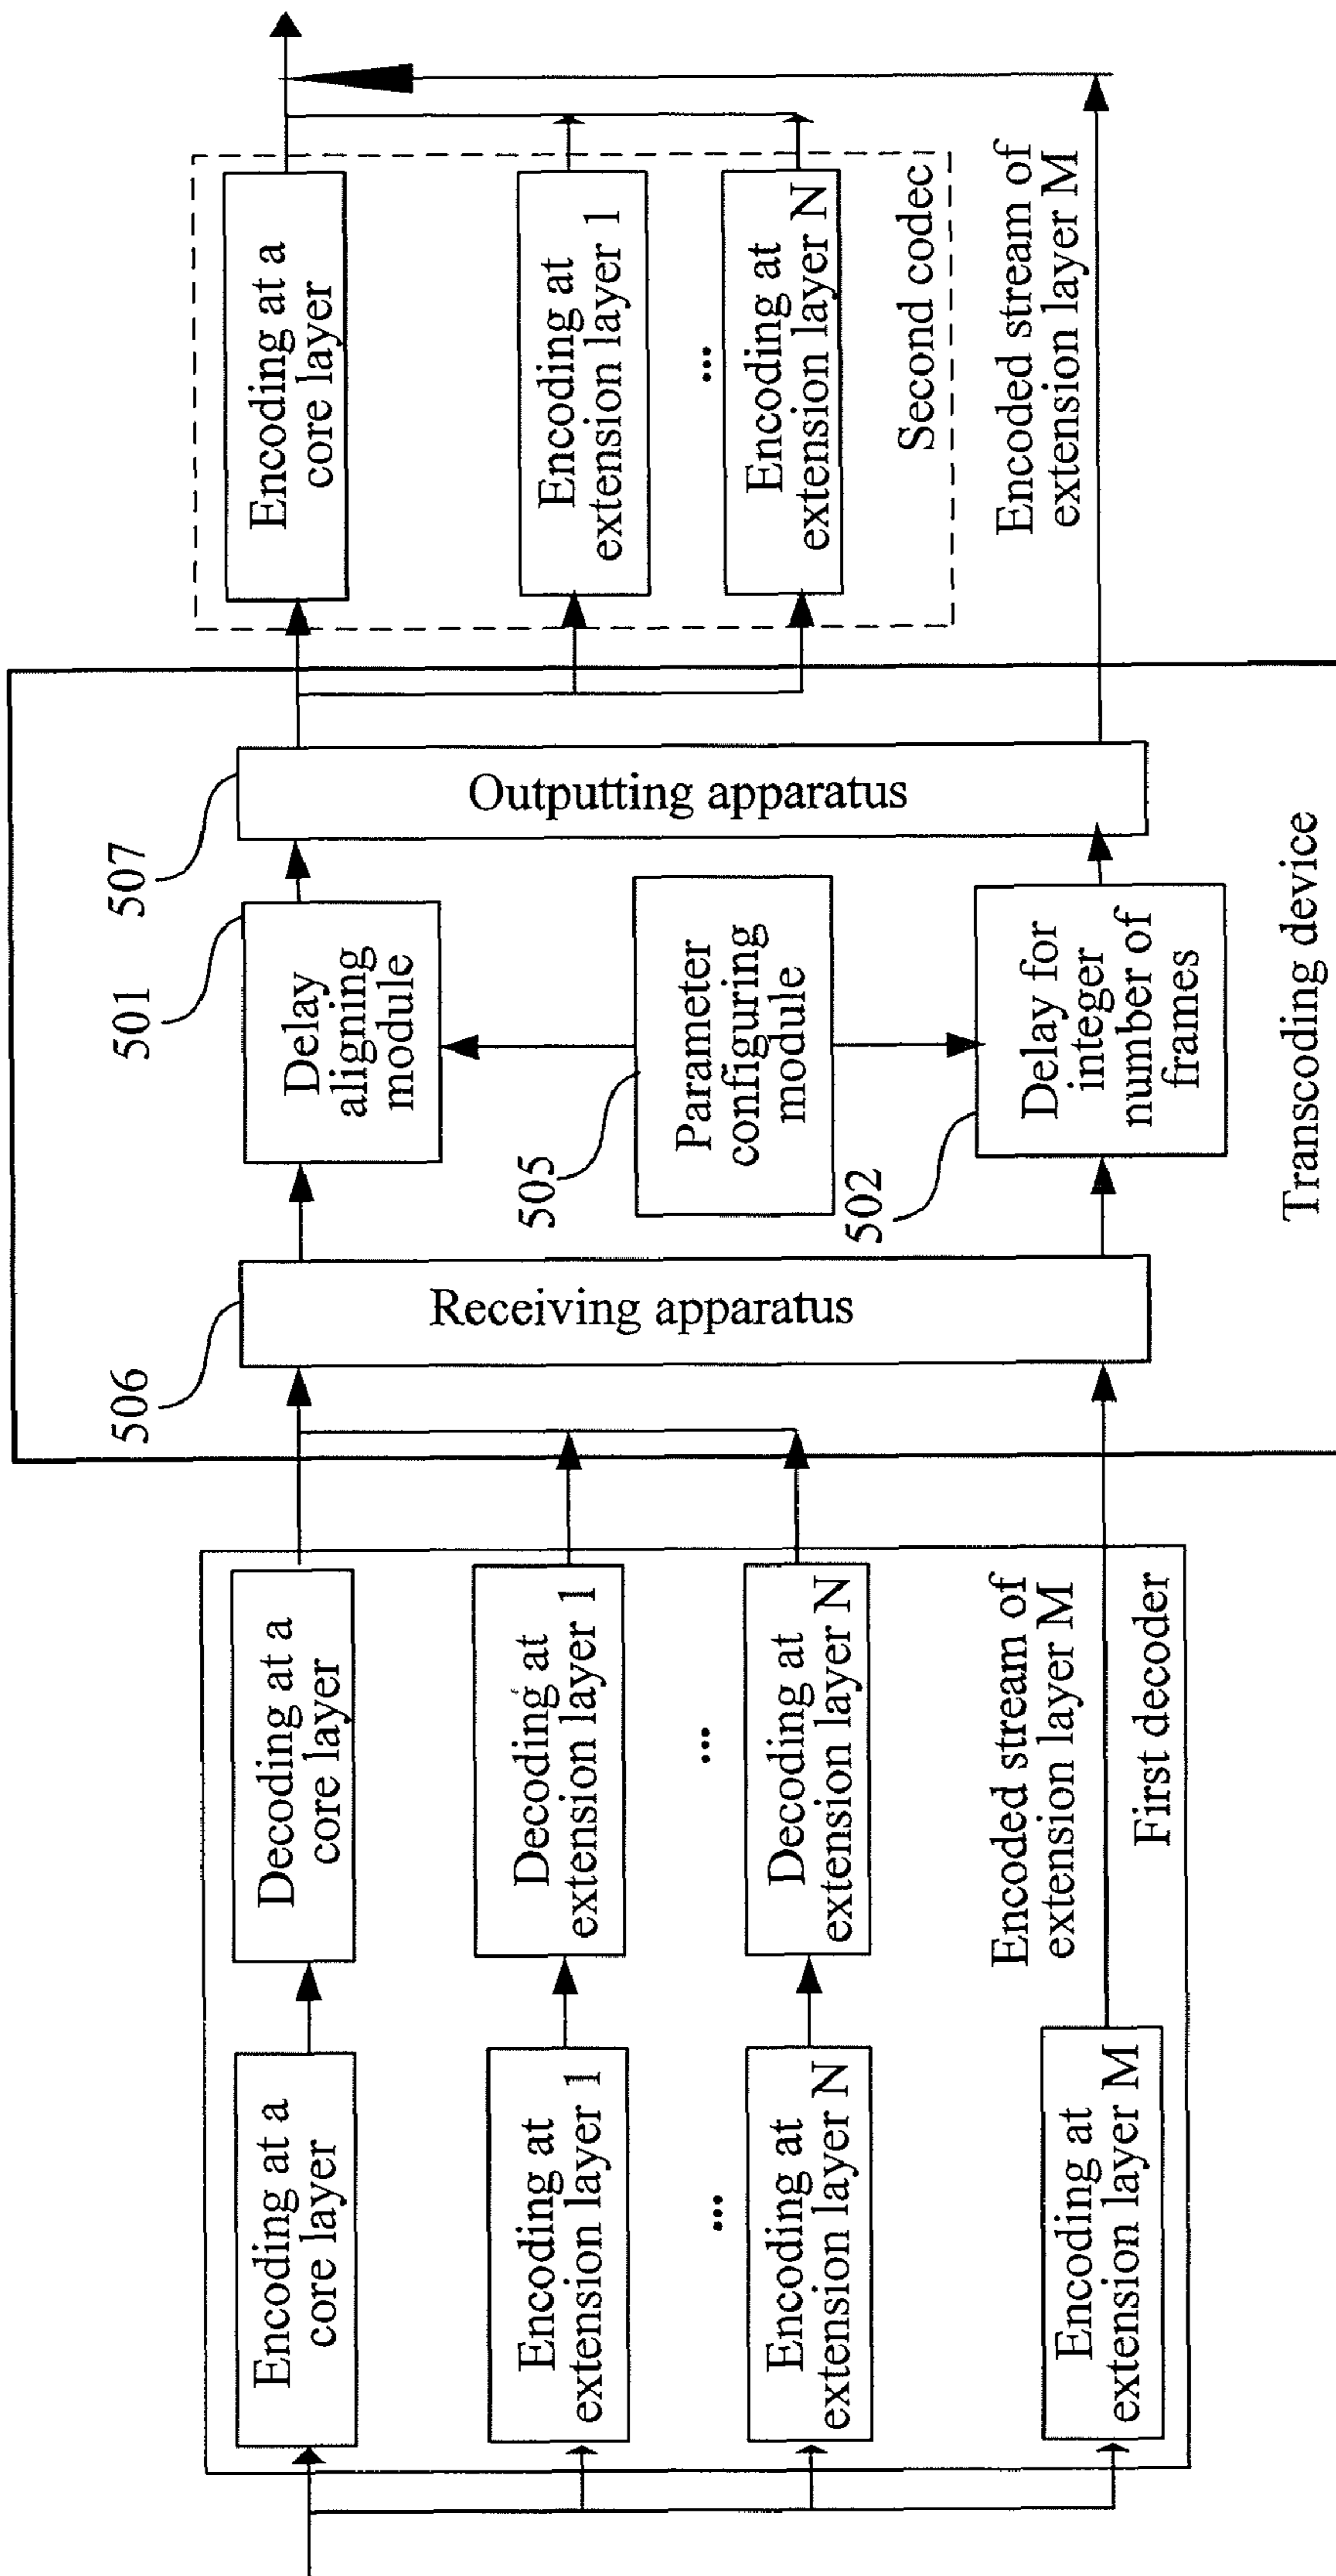 Encoding at a
core layer
Decoding at a
core layer
Encoding at
extension layer 1
Decoding at
extension layer 1
...
...
Encoding at
extension layer N
Decoding at
extension layer N
Encoding at
extension layer M
Encoded stream of
extension layer M
First decoder
506
Receiving apparatus
501
Delay
aligning
module
505
Parameter
configuring
module
502
Delay for
integer
number of
frames
507
Outputting apparatus
Transcoding device
Encoding at a
core layer
Encoding at
extension layer 1
...
Encoding at
extension layer N
Second codec
Encoded stream of
extension layer M